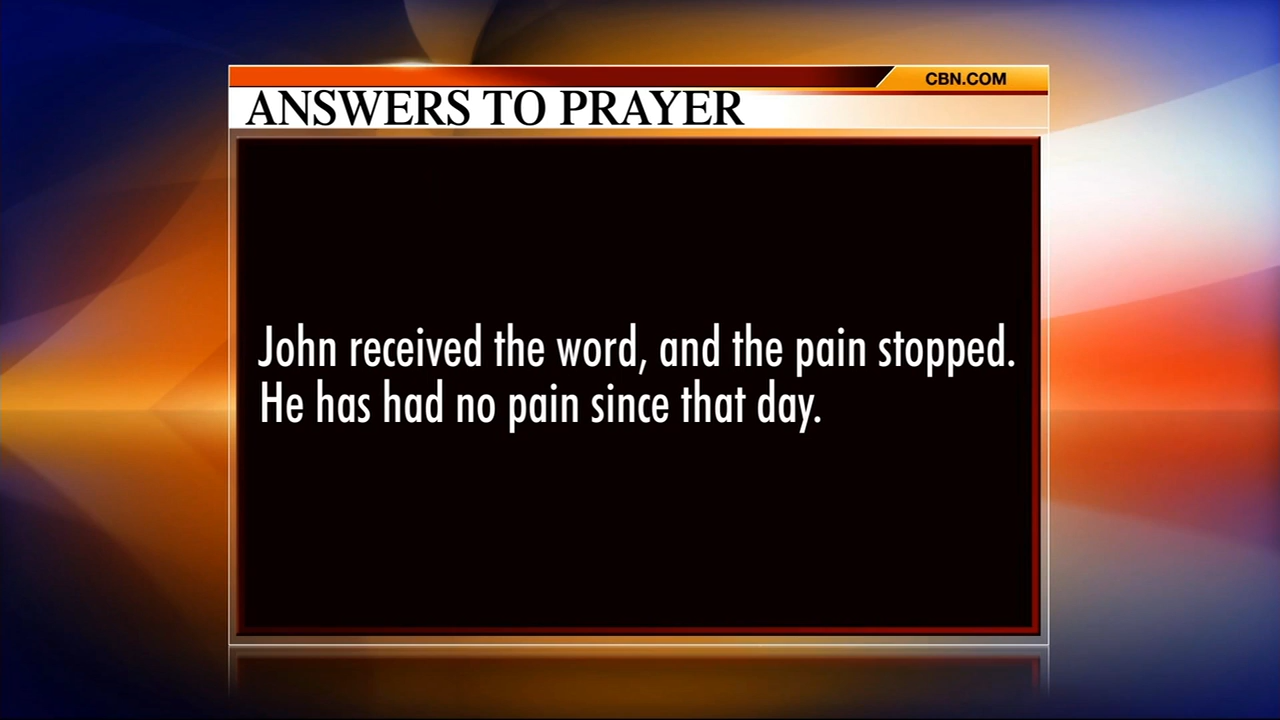 CBN.COM
ANSWERS TO PRAYER
John received the word, and the pain stopped.
He has had no pain since that day.